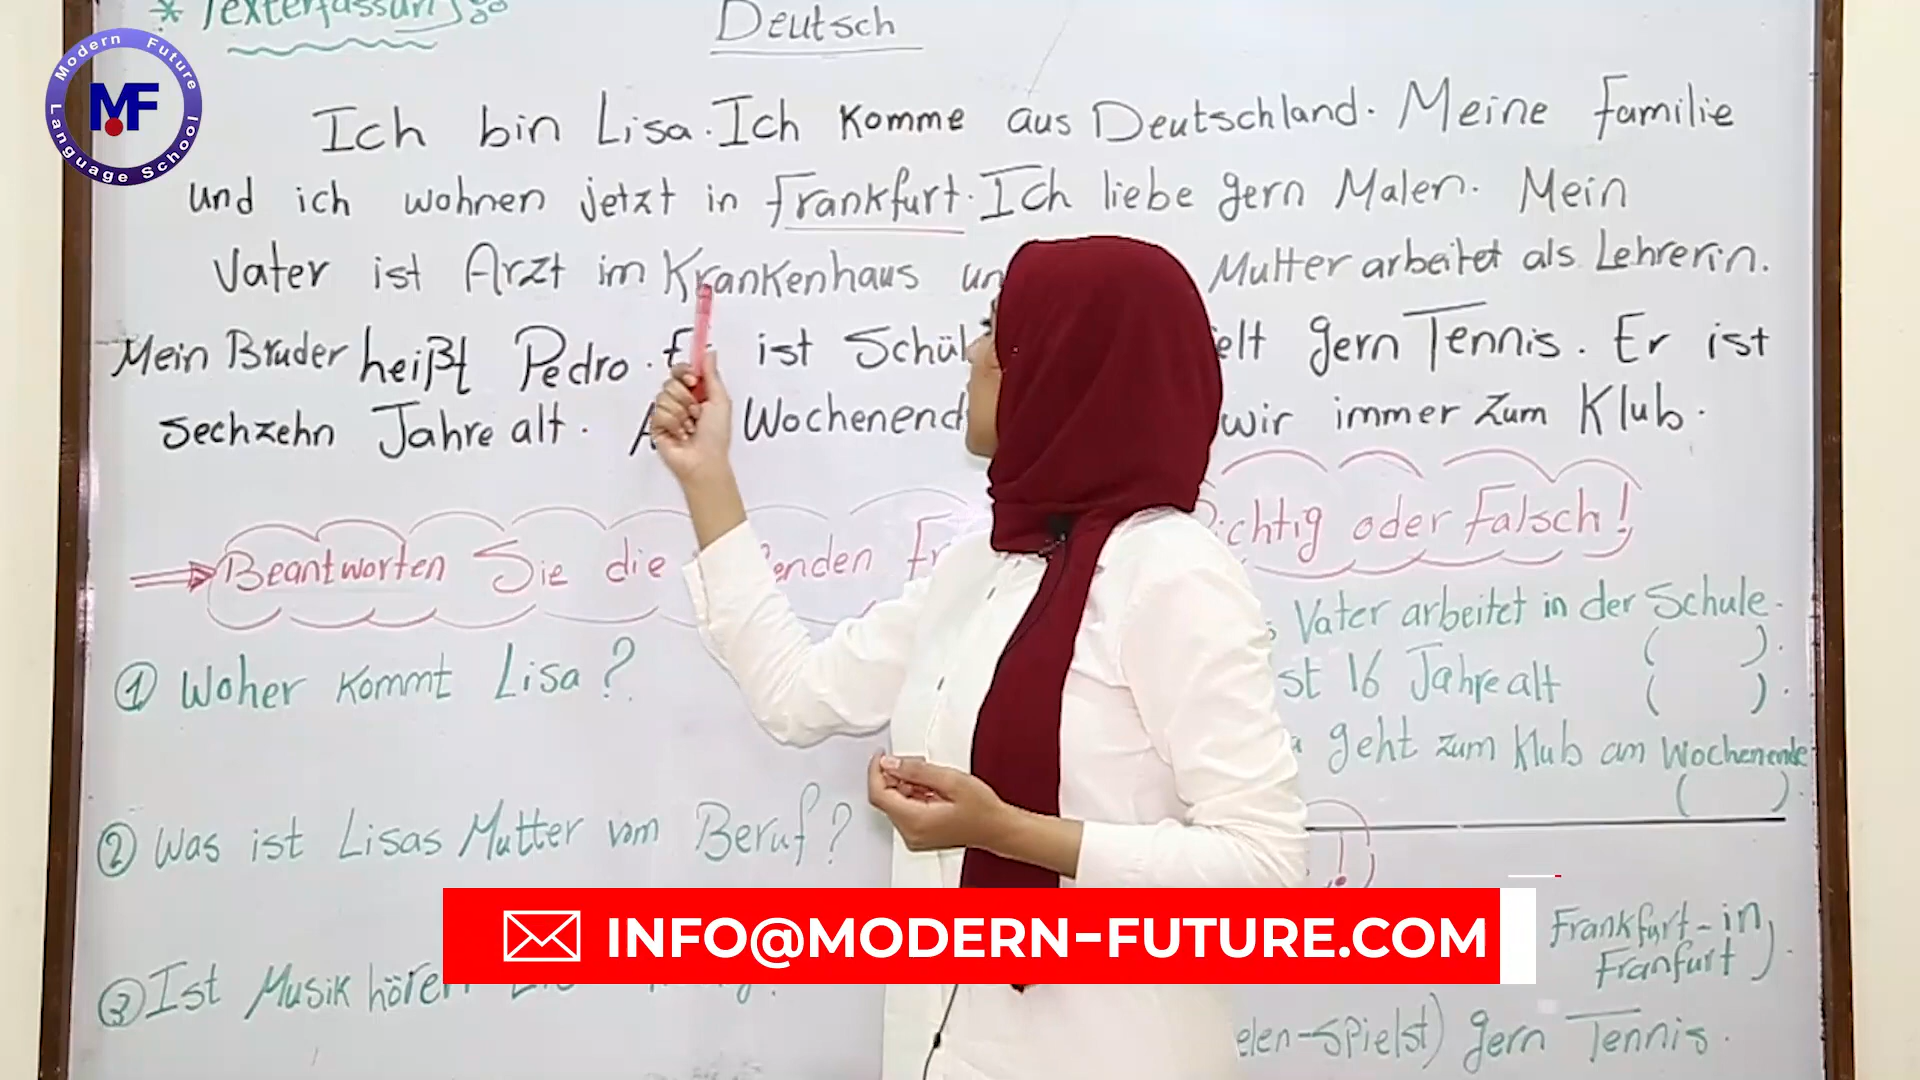 Modern Future
MF
Language School
* Texterfassung
Deutsch
Ich bin Lisa. Ich komme aus Deutschland. Meine Familie
und ich wohnen jetzt in Frankfurt. Ich liebe gern Malen. Mein
Vater ist Arzt im Krankenhaus un Mutter arbeitet als Lehrerin.
Mein Bruder heißt Pedro. ist Schül elt gern Tennis. Er ist
sechzehn Jahre alt. A Wochenend wir immer zum Klub.
Beantworten Sie die enden Fr
ichtig oder Falsch!
Vater arbeitet in der Schule.
( ).
① Woher kommt Lisa?
st 16 Jahre alt ( ).
geht zum Klub am Wochenende
( ).
② Was ist Lisas Mutter vom Beruf?
③ Ist Musik hören
INFO@MODERN-FUTURE.COM
Frankfurt - in
Franfurt).
elen - spielst) gern Tennis.